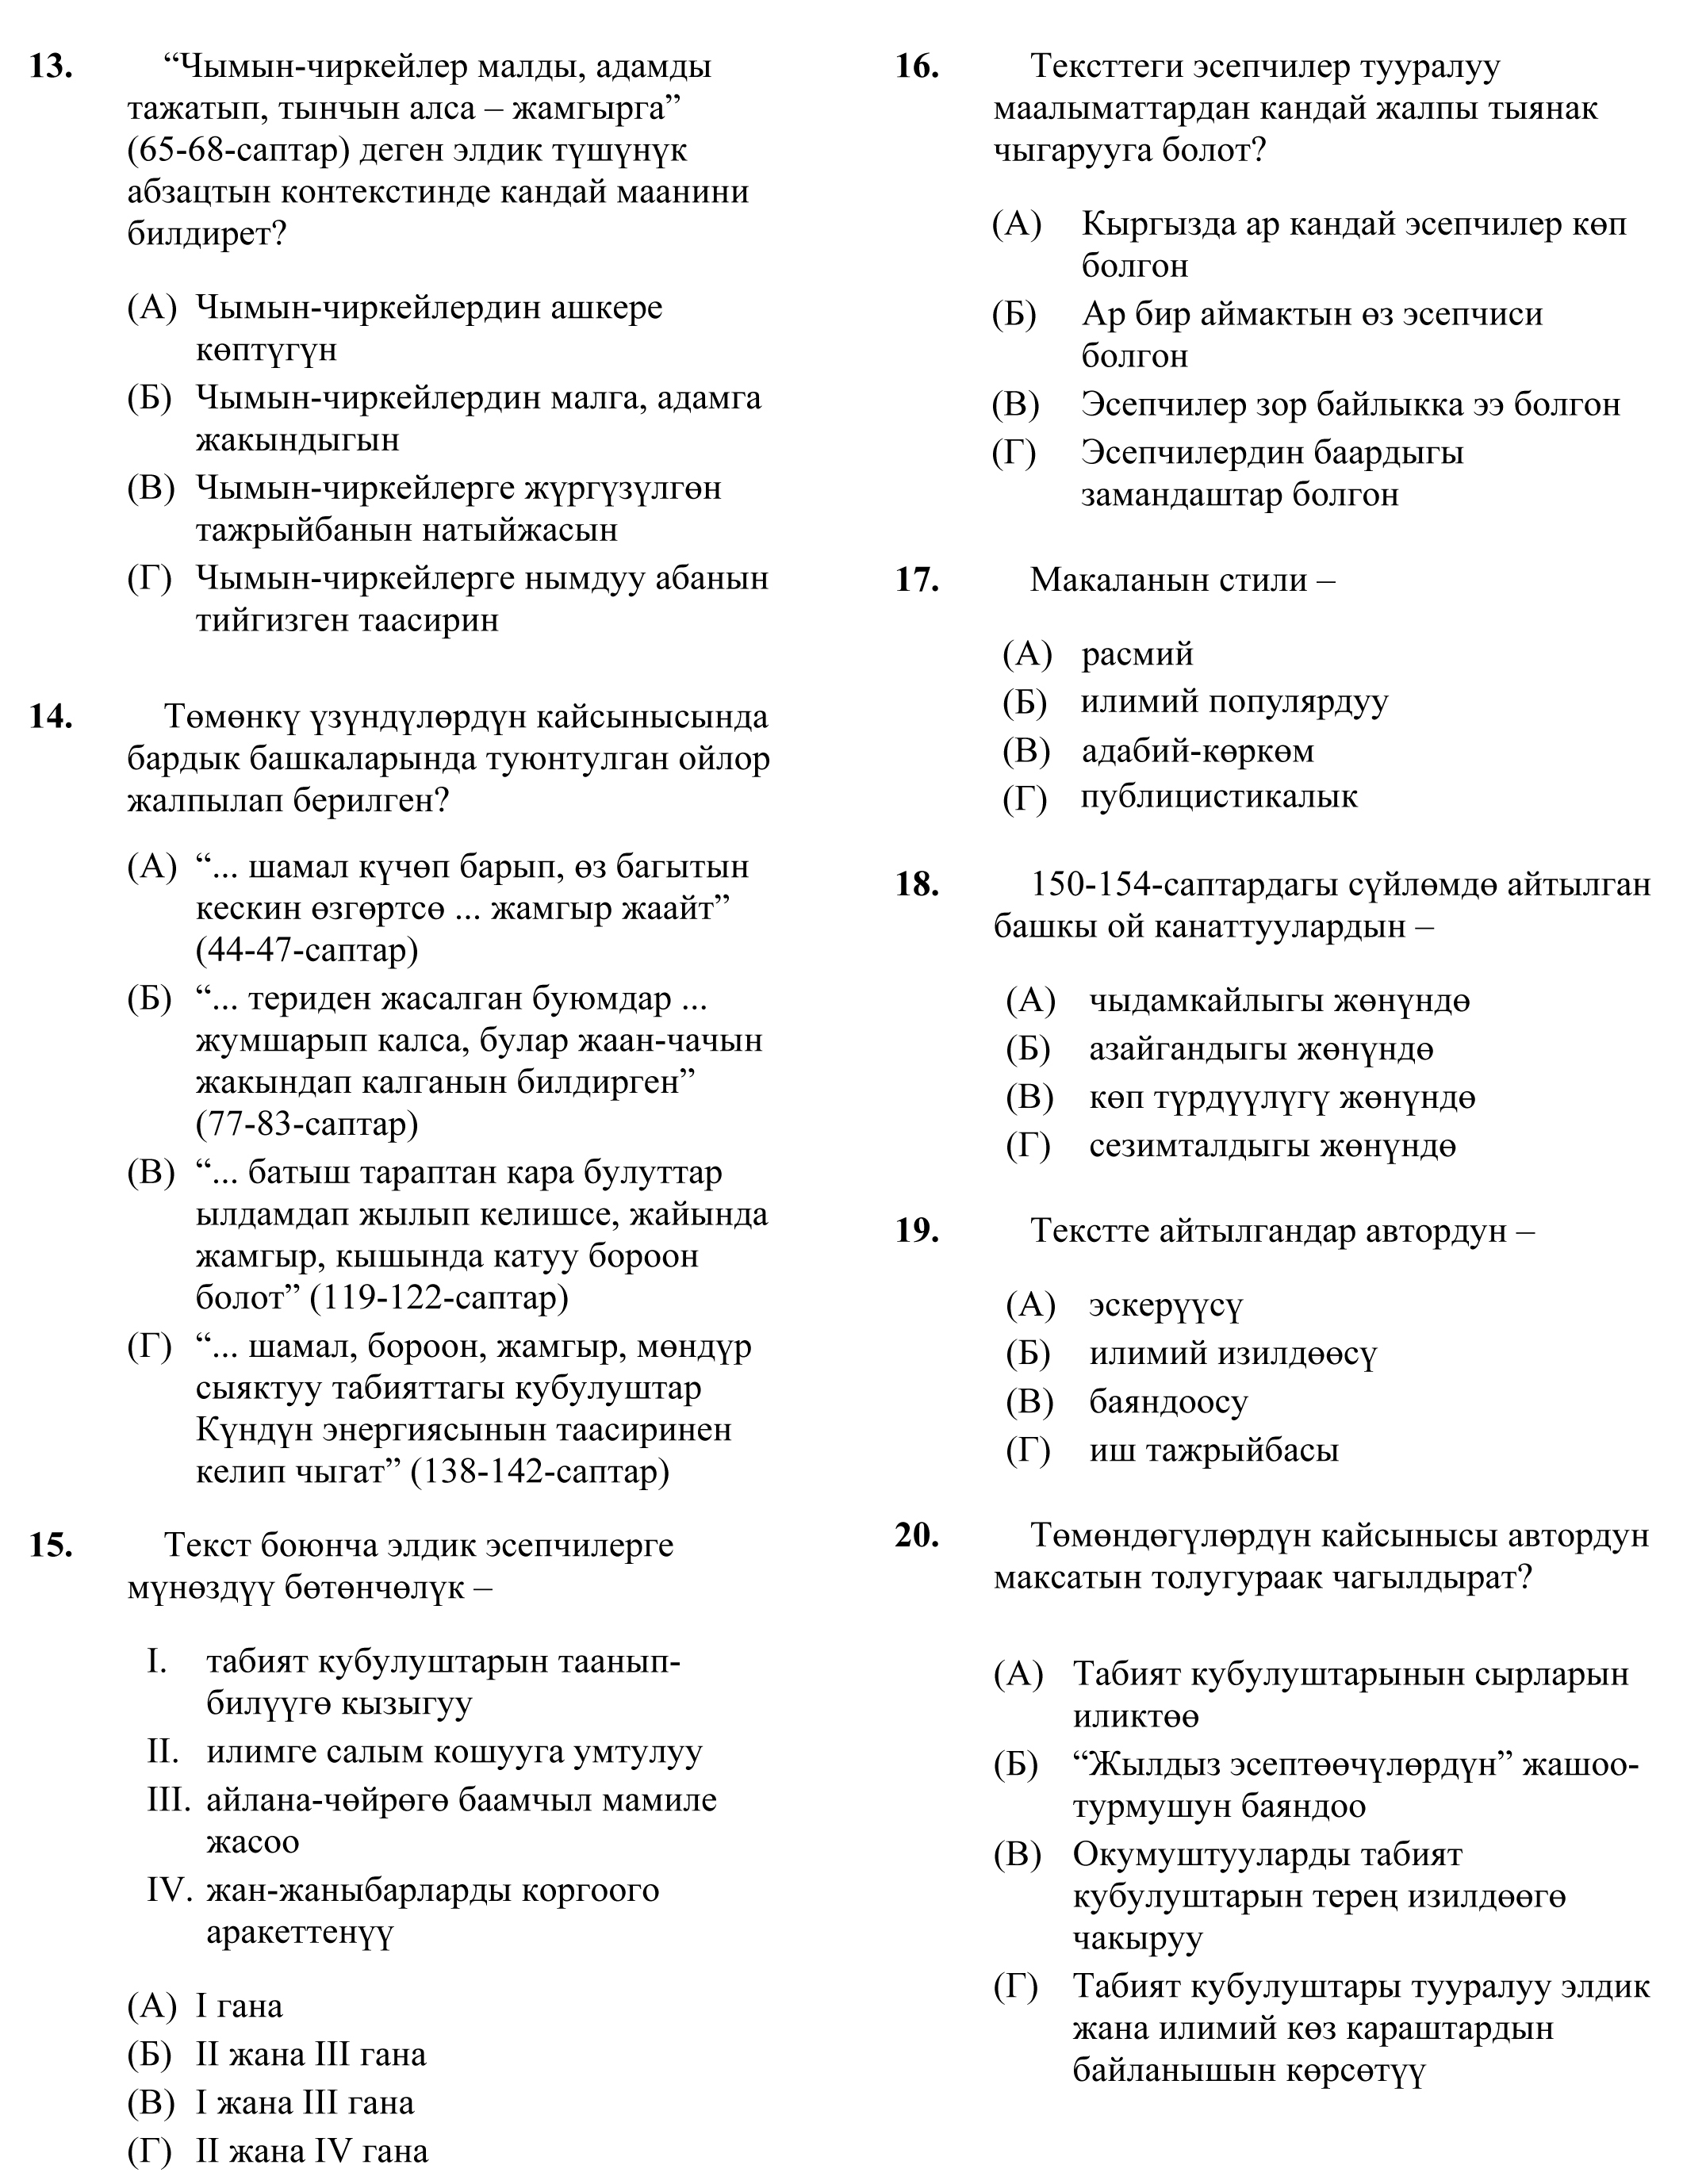 13. “Чымын-чиркейлер малды, адамды
тажатып, тынчын алса – жамгырга”
(65-68-саптар) деген элдик түшүнүк
абзацтын контекстинде кандай маанини
билдирет?
(А) Чымын-чиркейлердин ашкере
көптүгүн
(Б) Чымын-чиркейлердин малга, адамга
жакындыгын
(В) Чымын-чиркейлерге жүргүзүлгөн
тажрыйбанын натыйжасын
(Г) Чымын-чиркейлерге нымдуу абанын
тийгизген таасирин
14. Төмөнкү үзүндүлөрдүн кайсынысында
бардык башкаларында туюнтулган ойлор
жалпылап берилген?
(А) “... шамал күчөп барып, өз багытын
кескин өзгөртсө ... жамгыр жаайт”
(44-47-саптар)
(Б) “... териден жасалган буюмдар ...
жумшарып калса, булар жаан-чачын
жакындап калганын билдирген”
(77-83-саптар)
(В) “... батыш тараптан кара булуттар
ылдамдап жылып келишсе, жайында
жамгыр, кышында катуу бороон
болот” (119-122-саптар)
(Г) “... шамал, бороон, жамгыр, мөндүр
сыяктуу табияттагы кубулуштар
Күндүн энергиясынын таасиринен
келип чыгат” (138-142-саптар)
15. Текст боюнча элдик эсепчилерге
мүнөздүү бөтөнчөлүк –
I. табият кубулуштарын таанып-
билүүгө кызыгуу
II. илимге салым кошууга умтулуу
III. айлана-чөйрөгө баамчыл мамиле
жасоо
IV. жан-жаныбарларды коргоого
аракеттенүү
(А) I гана
(Б) II жана III гана
(В) I жана III гана
(Г) II жана IV гана
16. Тексттеги эсепчилер тууралуу
маалыматтардан кандай жалпы тыянак
чыгарууга болот?
(А) Кыргызда ар кандай эсепчилер көп
болгон
(Б) Ар бир аймактын өз эсепчиси
болгон
(В) Эсепчилер зор байлыкка ээ болгон
(Г) Эсепчилердин баардыгы
замандаштар болгон
17. Макаланын стили –
(А) расмий
(Б) илимий популярдуу
(В) адабий-көркөм
(Г) публицистикалык
18. 150-154-саптардагы сүйлөмдө айтылган
башкы ой канаттуулардын –
(А) чыдамкайлыгы жөнүндө
(Б) азайгандыгы жөнүндө
(В) көп түрдүүлүгү жөнүндө
(Г) сезимталдыгы жөнүндө
19. Текстте айтылгандар автордун –
(А) эскерүүсү
(Б) илимий изилдөөсү
(В) баяндоосу
(Г) иш тажрыйбасы
20. Төмөндөгүлөрдүн кайсынысы автордун
максатын толугураак чагылдырат?
(А) Табият кубулуштарынын сырларын
иликтөө
(Б) “Жылдыз эсептөөчүлөрдүн” жашоо-
турмушун баяндоо
(В) Окумуштууларды табият
кубулуштарын терең изилдөөгө
чакыруу
(Г) Табият кубулуштары тууралуу элдик
жана илимий көз караштардын
байланышын көрсөтүү